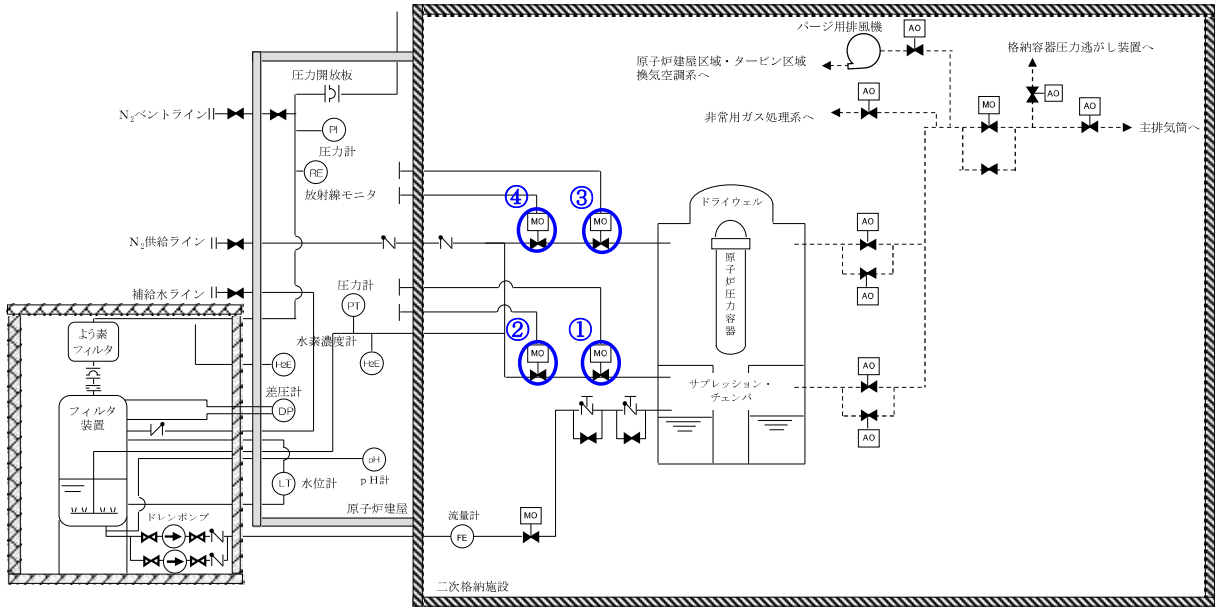 パージ用排風機
AO
格納容器圧力逃がし装置へ
原子炉建屋区域・タービン区域
換気空調系へ
AO
AO
MO
AO
非常用ガス処理系へ
主排気筒へ
圧力開放板
N₂ベントライン
PI
圧力計
RE
放射線モニタ
④
③
MO
MO
ドライウェル
原子炉圧力容器
AO
AO
N₂供給ライン
補給水ライン
圧力計
PT
水素濃度計
H2E
②
①
MO
MO
サプレッション・
チェンバ
AO
AO
よう素
フィルタ
H2E
差圧計
DP
フィルタ
装置
pH
pH計
LT
水位計
原子炉建屋
ドレンポンプ
流量計
FE
MO
二次格納施設